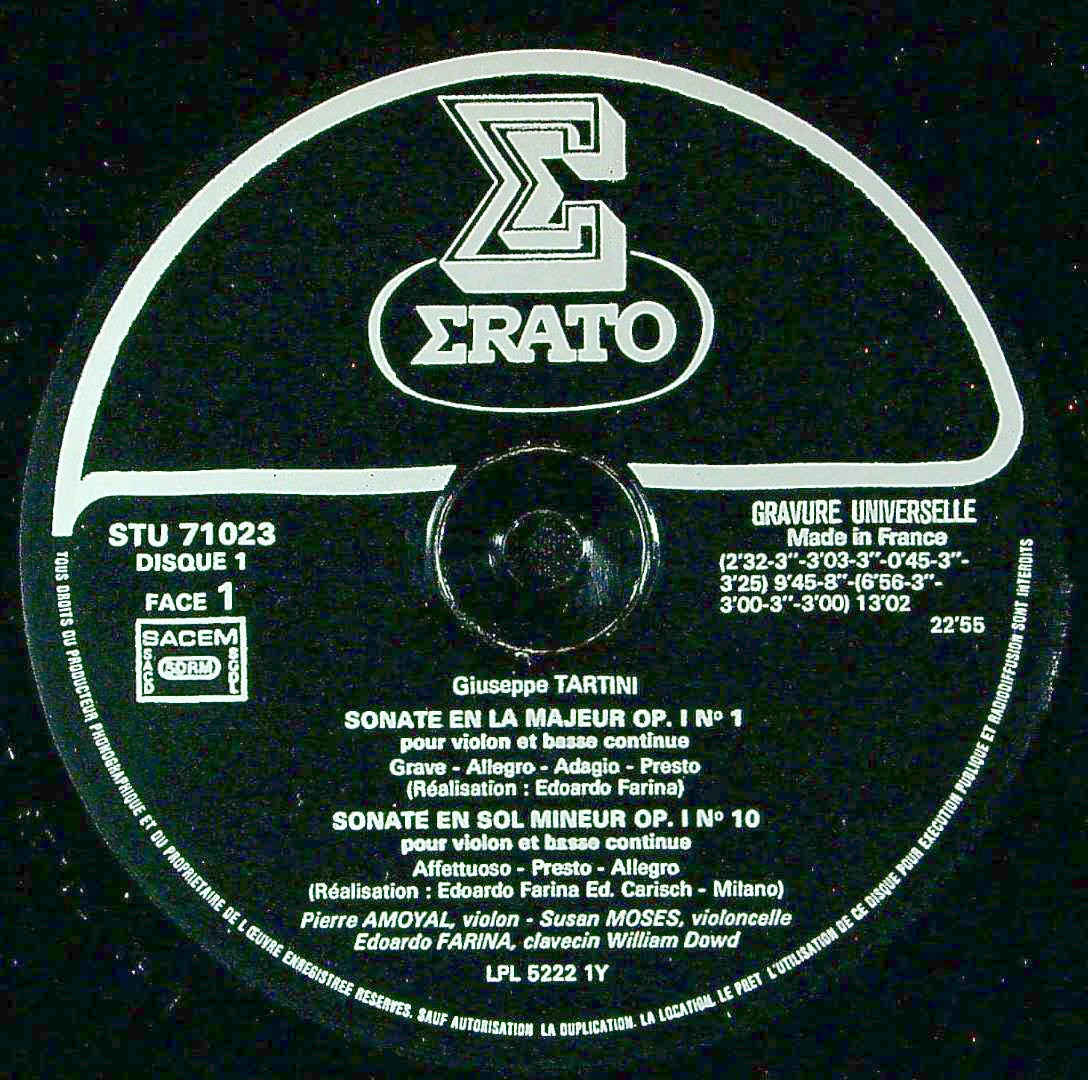 Σ
ΣRATO
STU 71023
DISQUE 1
FACE 1
SACEM
SACD
SDRM
SGDL
GRAVURE UNIVERSELLE
Made in France
(2'32-3"-3'03-3"-0'45-3"-
3'25) 9'45-8"-(6'56-3"-
3'00-3"-3'00) 13'02
22'55
Giuseppe TARTINI
SONATE EN LA MAJEUR OP. I Nº 1
pour violon et basse continue
Grave - Allegro - Adagio - Presto
(Réalisation : Edoardo Farina)
SONATE EN SOL MINEUR OP. I Nº 10
pour violon et basse continue
Affettuoso - Presto - Allegro
(Réalisation : Edoardo Farina Ed. Carisch - Milano)
Pierre AMOYAL, violon - Susan MOSES, violoncelle
Edoardo FARINA, clavecin William Dowd
LPL 5222 1Y
TOUS DROITS DU PRODUCTEUR PHONOGRAPHIQUE ET DU PROPRIETAIRE DE L'ŒUVRE ENREGISTREE RESERVES. SAUF AUTORISATION LA DUPLICATION, LA LOCATION, LE PRET L'UTILISATION DE CE DISQUE POUR EXECUTION PUBLIQUE ET RADIODIFFUSION SONT INTERDITS